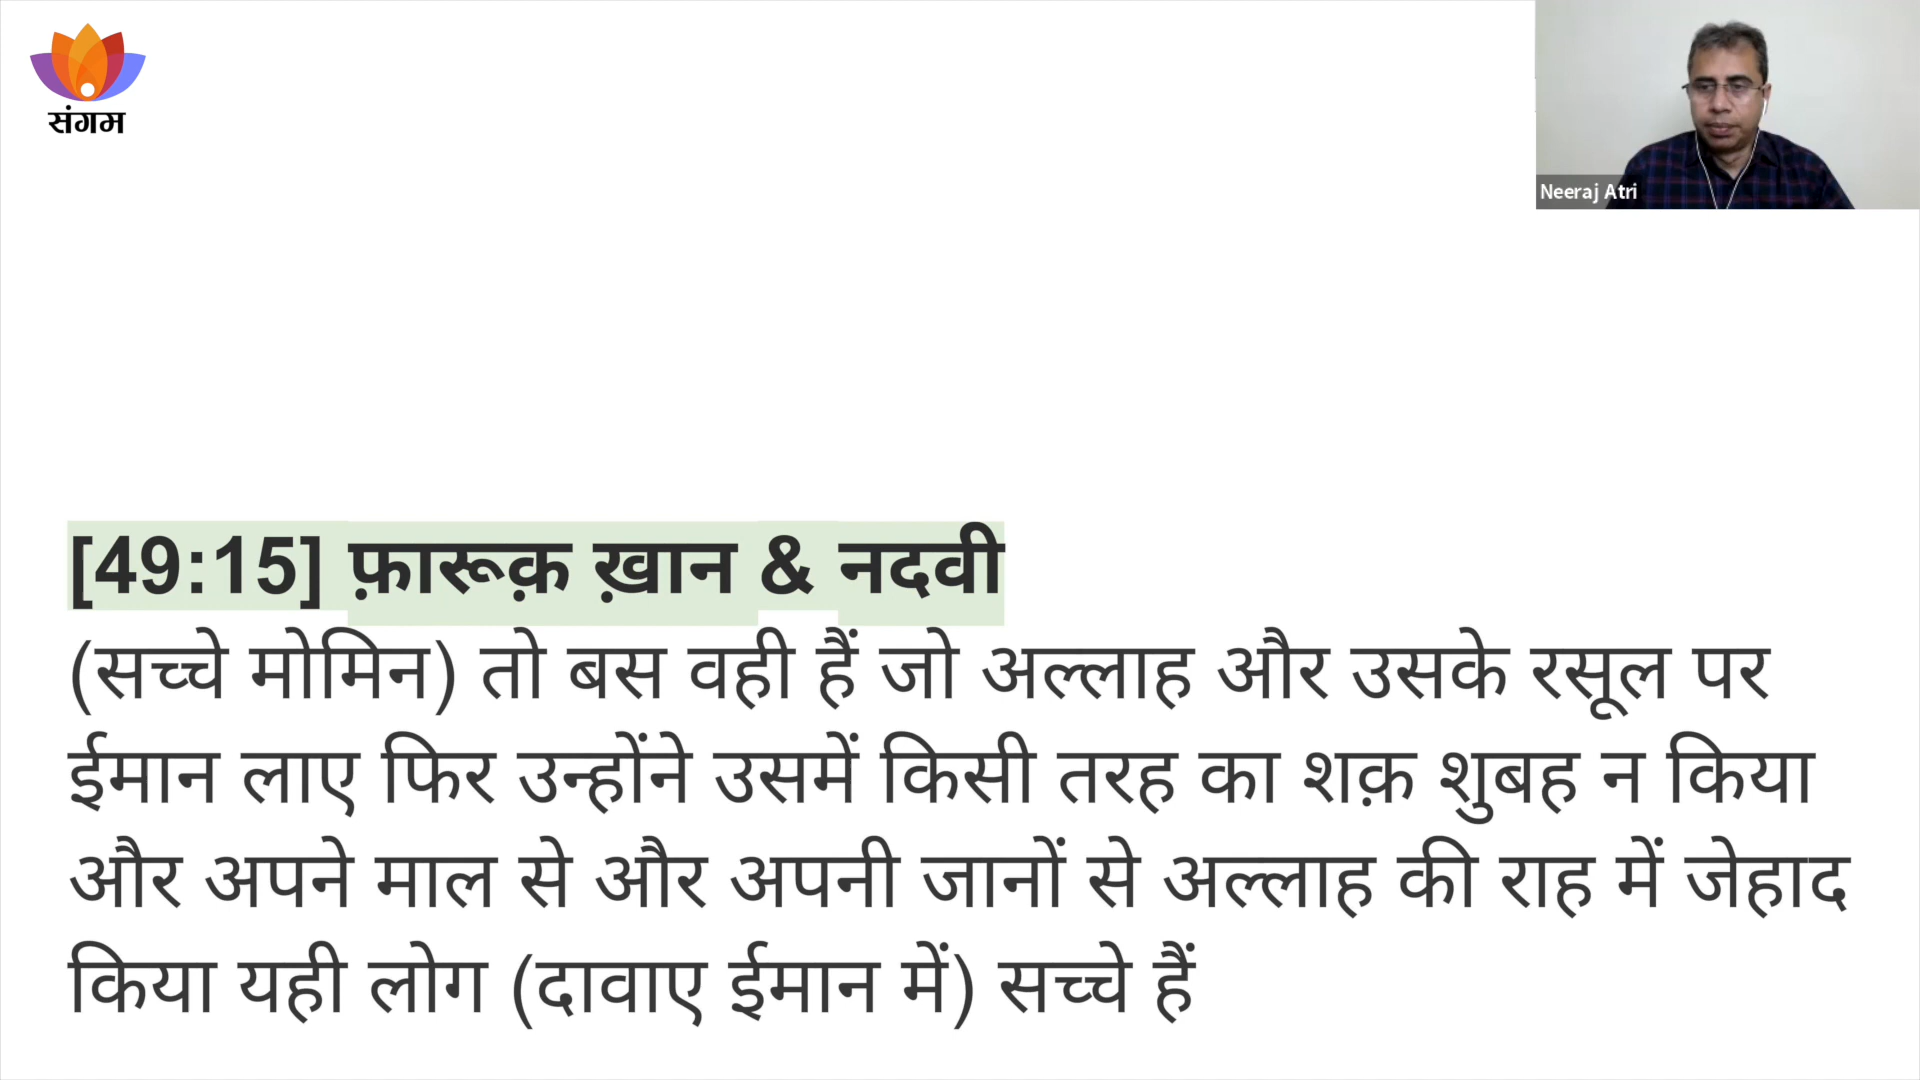 संगम
Neeraj Atri
[49:15] फ़ारूक़ ख़ान & नदवी
(सच्चे मोमिन) तो बस वही हैं जो अल्लाह और उसके रसूल पर
ईमान लाए फिर उन्होंने उसमें किसी तरह का शक़ शुबह न किया
और अपने माल से और अपनी जानों से अल्लाह की राह में जेहाद
किया यही लोग (दावाए ईमान में) सच्चे हैं